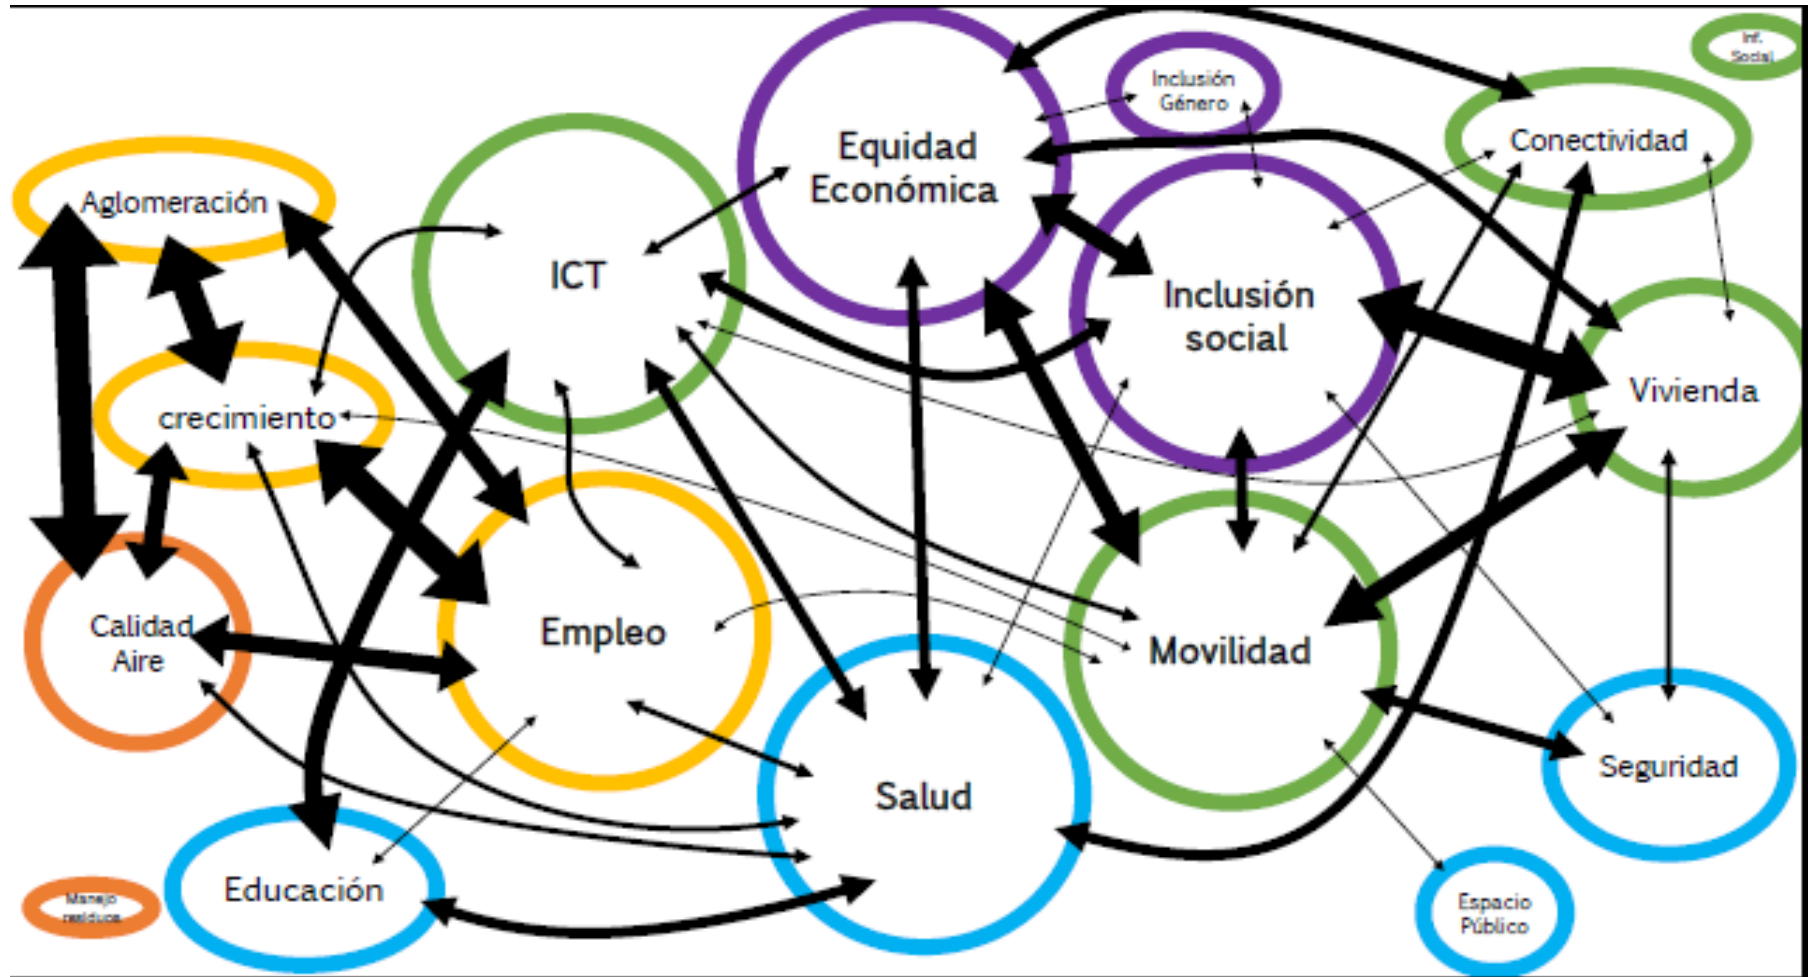 Inf.
Social
Inclusión
Género
Conectividad
Equidad
Económica
Aglomeración
ICT
Inclusión
social
Vivienda
crecimiento
Calidad
Aire
Empleo
Movilidad
Seguridad
Salud
Educación
Manejo
residuos
Espacio
Público